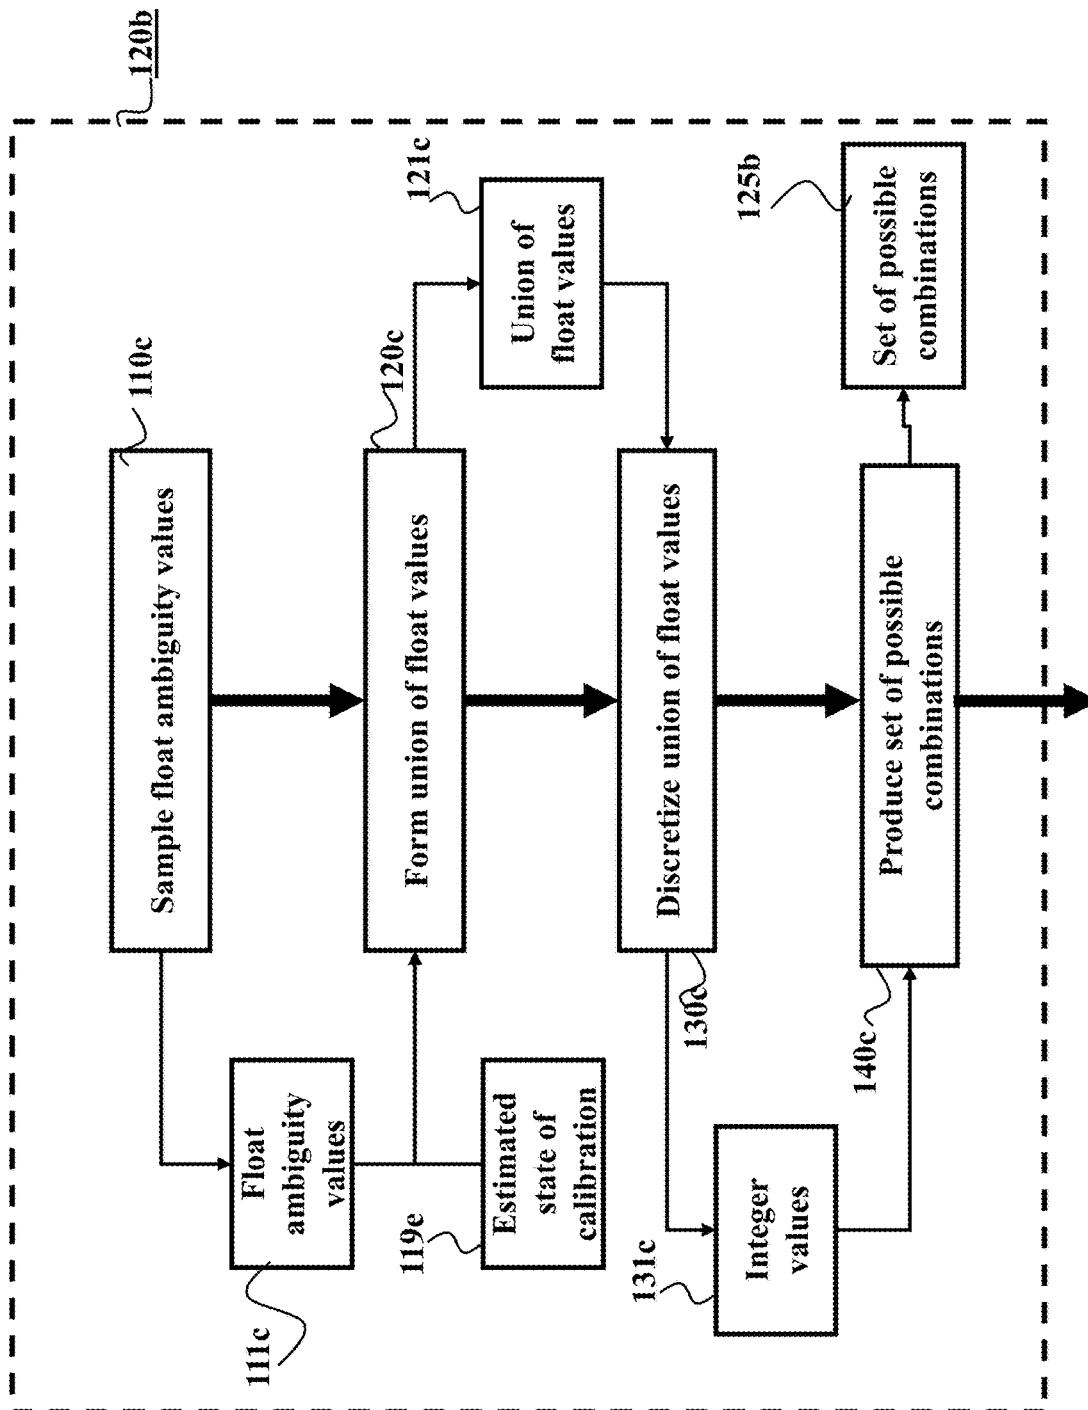 120b
110c
Sample float ambiguity values
111c
Float
ambiguity
values
120c
Form union of float values
121c
Union of
float values
119e
Estimated
state of
calibration
130c
Discretize union of float values
131c
Integer
values
140c
Produce set of possible
combinations
125b
Set of possible
combinations